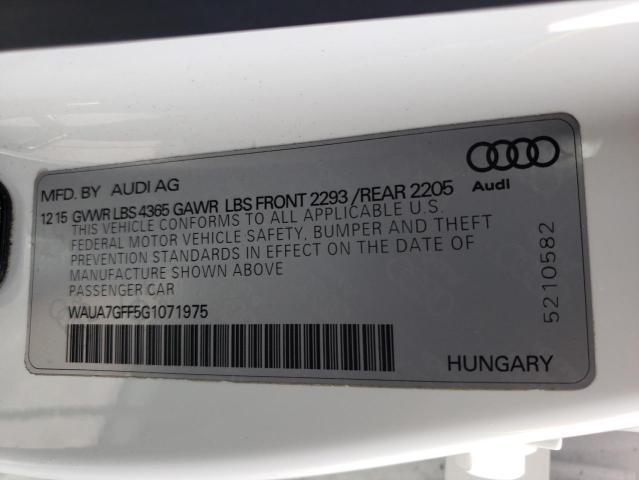 MFD. BY AUDI AG
12 15 GVWR LBS 4365 GAWR LBS FRONT 2293 /REAR 2205
THIS VEHICLE CONFORMS TO ALL APPLICABLE U.S.
FEDERAL MOTOR VEHICLE SAFETY, BUMPER AND THEFT
PREVENTION STANDARDS IN EFFECT ON THE DATE OF
MANUFACTURE SHOWN ABOVE
PASSENGER CAR
WAUA7GFF5G1071975
Audi
5210582
HUNGARY